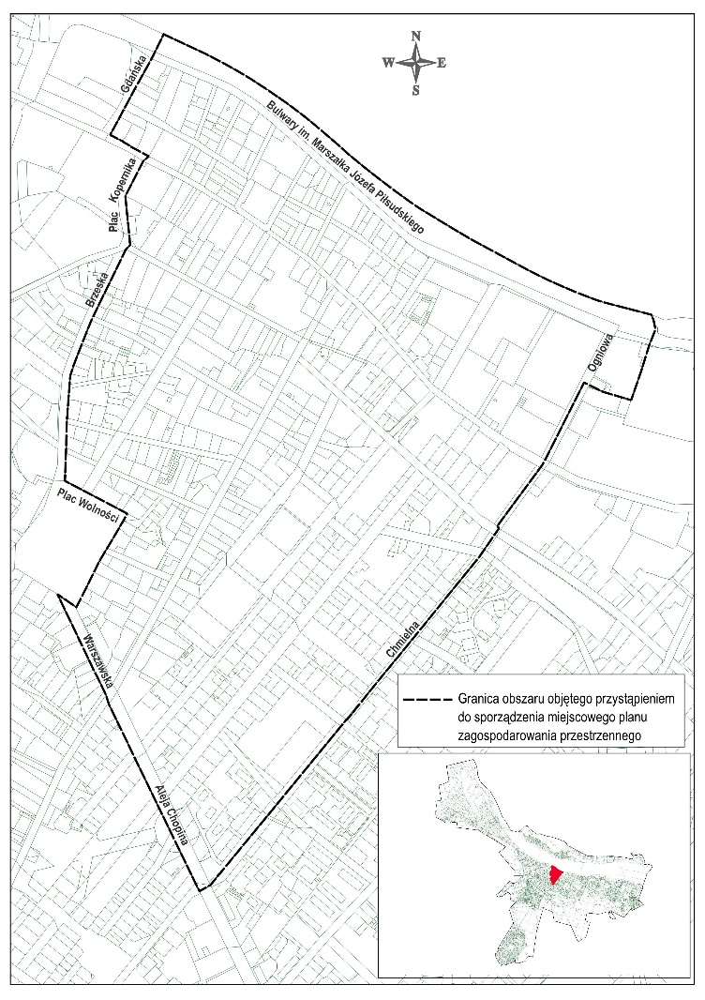 N
W E
S
Gdańska
Bulwary im. Marszałka Józefa Piłsudskiego
Plac Kopernika
Brzeska
Ogniowa
Plac Wolności
Chmielna
Warszawska
Aleja Chopina
Granica obszaru objętego przystąpieniem
do sporządzenia miejscowego planu
zagospodarowania przestrzennego